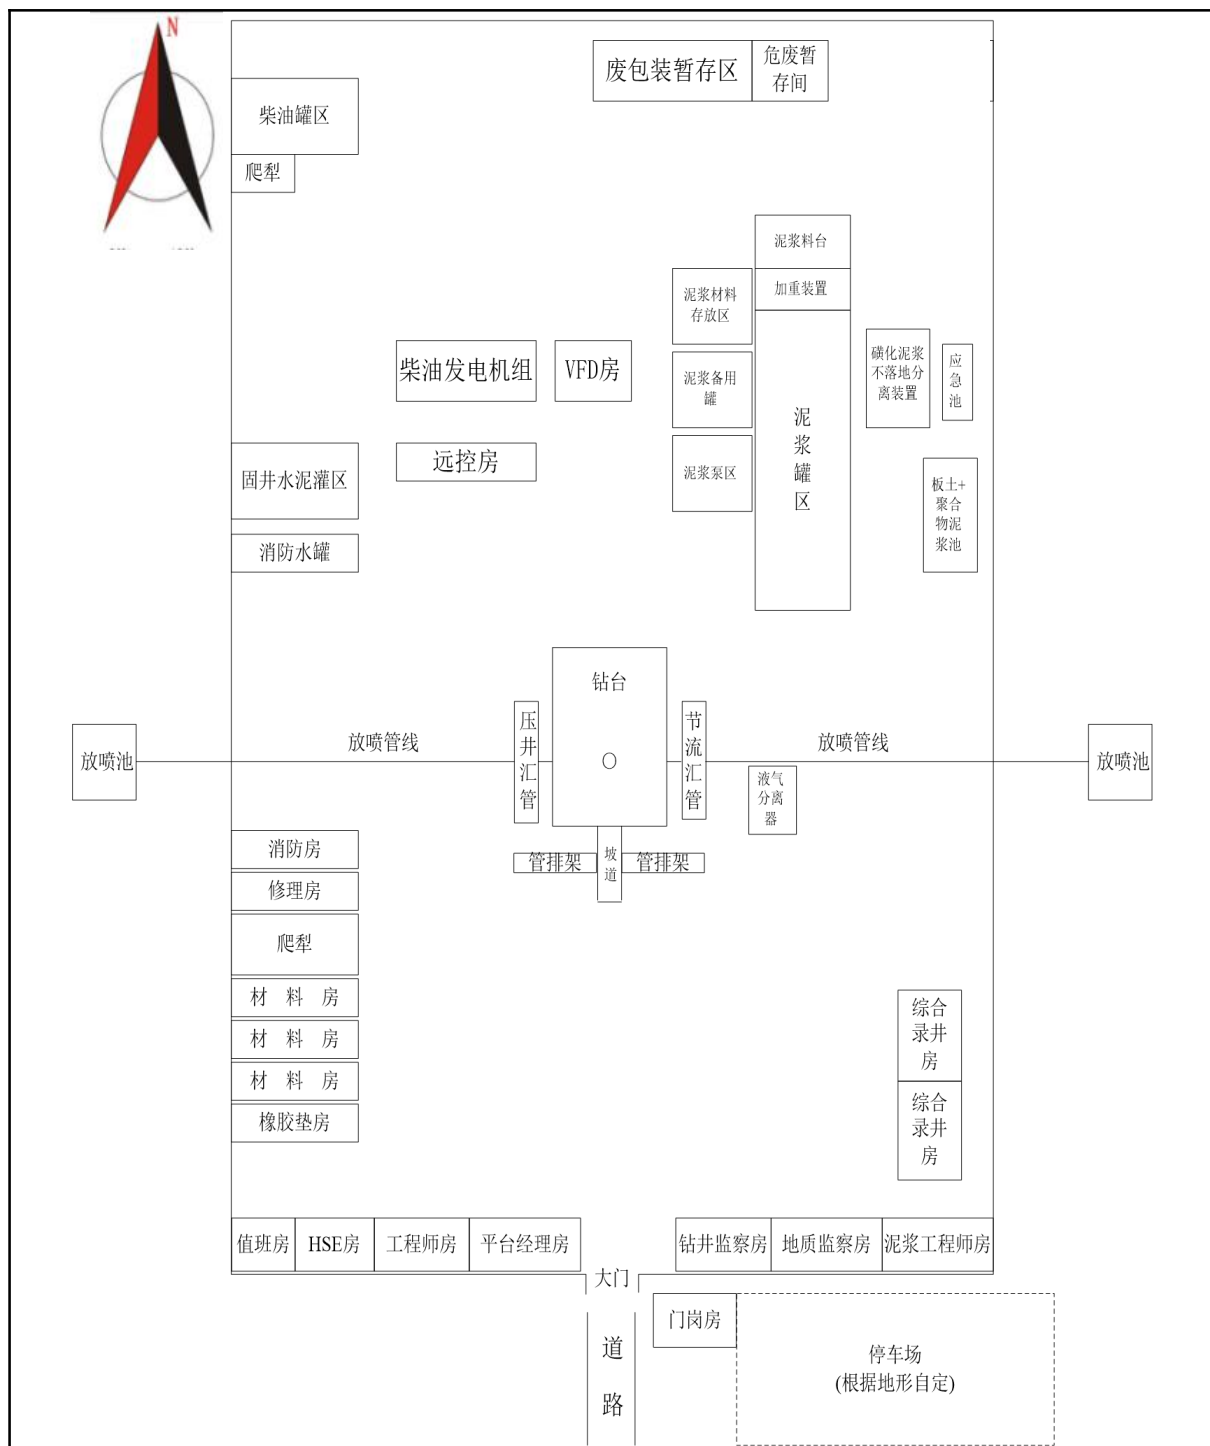 N
废包装暂存区
危废暂
存间
柴油罐区
爬犁
泥浆料台
加重装置
泥浆材料
存放区
泥浆备用
罐
泥浆泵区
泥浆罐区
磺化泥浆
不落地分
离装置
应急池
板土+
聚合
物泥
浆池
柴油发电机组
VFD房
远控房
固井水泥灌区
消防水罐
钻台
压井汇管
节流汇管
放喷管线
放喷管线
放喷池
放喷池
液气
分离
器
管排架
坡道
管排架
消防房
修理房
爬犁
材 料 房
材 料 房
材 料 房
橡胶垫房
综合
录井
房
综合
录井
房
值班房
HSE房
工程师房
平台经理房
钻井监察房
地质监察房
泥浆工程师房
大门
门岗房
道路
停车场
(根据地形自定)